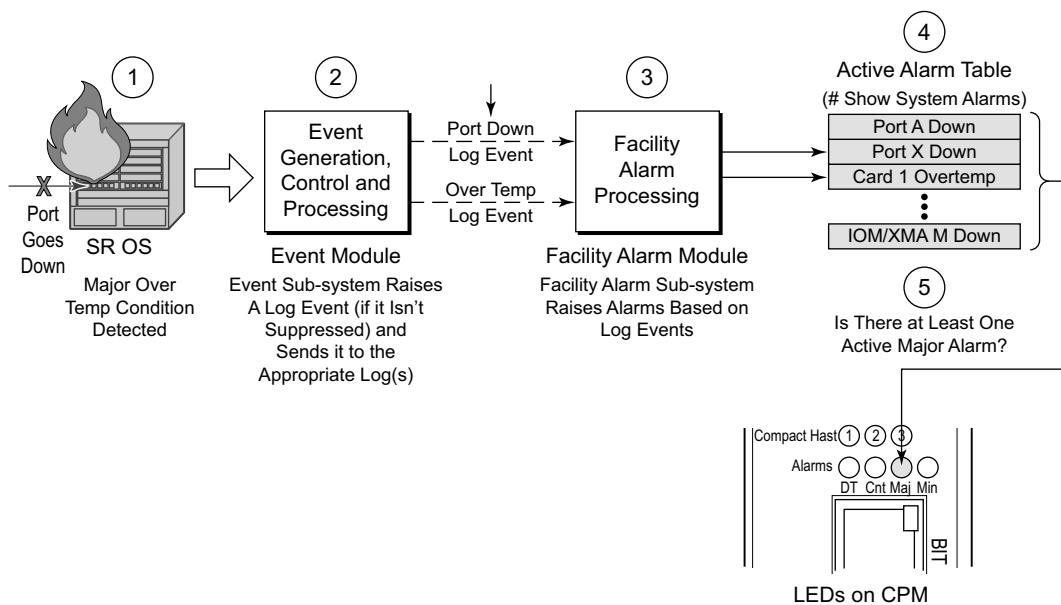 1
X
Port
Goes
Down
SR OS
Major Over
Temp Condition
Detected
2
Event
Generation,
Control and
Processing
Event Module
Event Sub-system Raises
A Log Event (if it Isn't
Suppressed) and
Sends it to the
Appropriate Log(s)
Port Down
Log Event
Over Temp
Log Event
3
Facility
Alarm
Processing
Facility Alarm Module
Facility Alarm Sub-system
Raises Alarms Based on
Log Events
4
Active Alarm Table
(# Show System Alarms)
Port A Down
Port X Down
Card 1 Overtemp
IOM/XMA M Down
5
Is There at Least One
Active Major Alarm?
Compact Hast 1 2 3
Alarms
DT Cnt Maj Min
BIT
LEDs on CPM